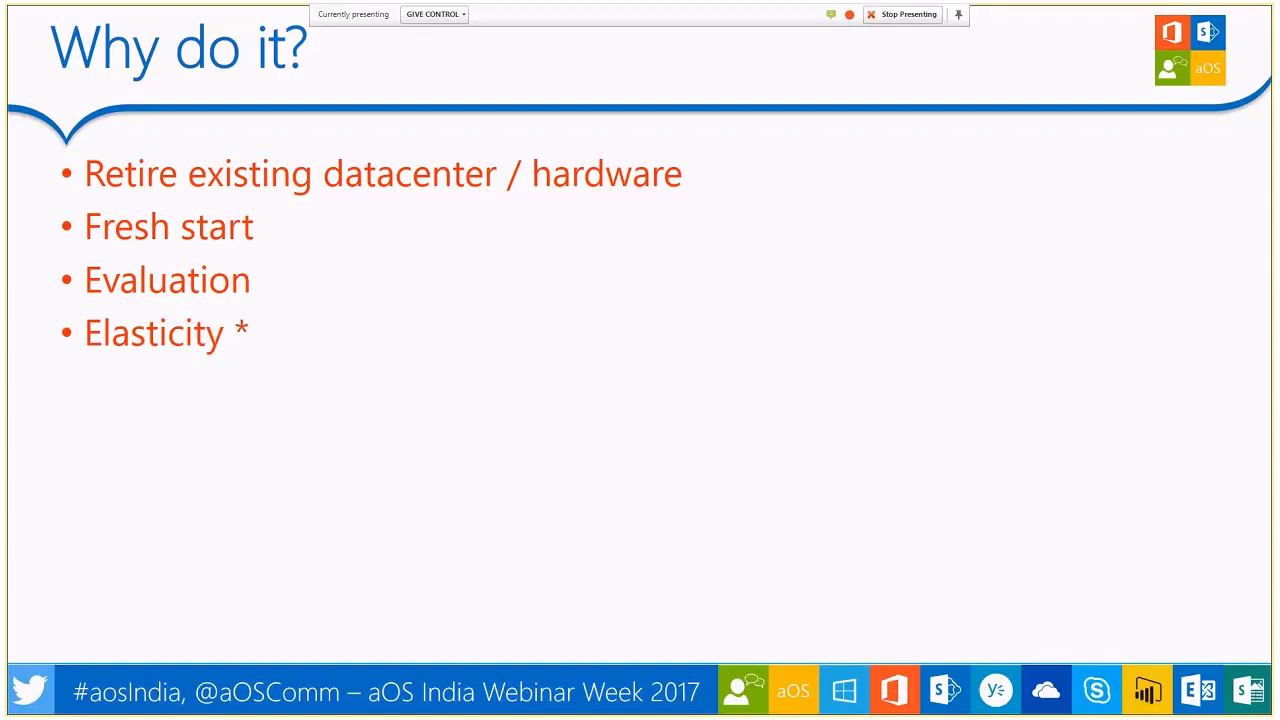 Currently presenting GIVE CONTROL Stop Presenting
Why do it?
S
aOS
• Retire existing datacenter / hardware
• Fresh start
• Evaluation
• Elasticity *
#aosIndia, @aOSComm – aOS India Webinar Week 2017
aOS S Y E S